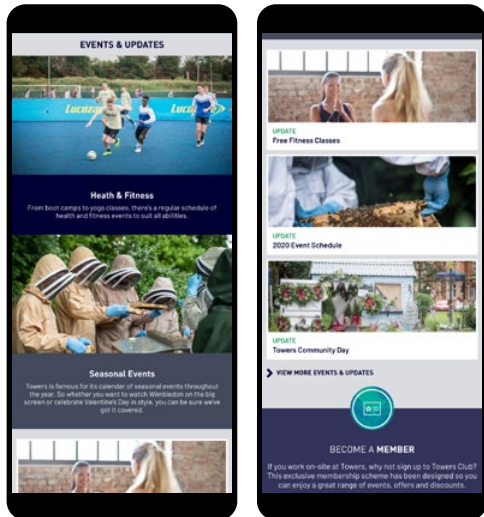 EVENTS & UPDATES
Lucozade
Heath & Fitness
From boot camps to yoga classes, there's a regular schedule of
health and fitness events to suit all abilities.
Seasonal Events
Towers is famous for its calendar of seasonal events throughout
the year. So whether you want to watch Wimbledon on the big
screen or celebrate Valentine's Day in style, you can be sure we've
got it covered.
UPDATE
Free Fitness Classes
UPDATE
2020 Event Schedule
UPDATE
Towers Community Day
VIEW MORE EVENTS & UPDATES
BECOME A MEMBER
If you work on-site at Towers, why not sign up to Towers Club?
This exclusive membership scheme has been designed so you
can enjoy a great range of events, offers and discounts.